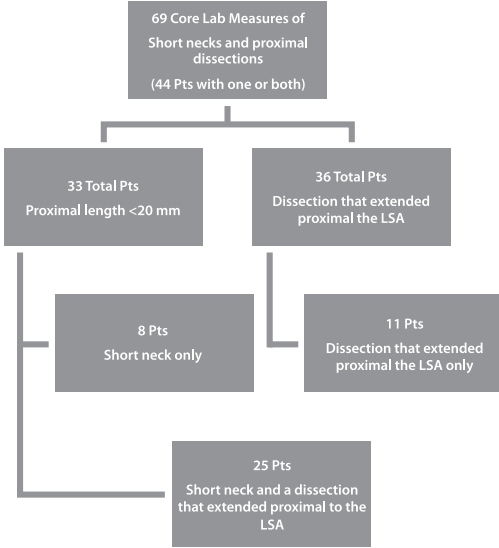 69 Core Lab Measures of
Short necks and proximal
dissections
(44 Pts with one or both)
33 Total Pts
Proximal length <20 mm
36 Total Pts
Dissection that extended
proximal the LSA
8 Pts
Short neck only
11 Pts
Dissection that extended
proximal the LSA only
25 Pts
Short neck and a dissection
that extended proximal to the
LSA